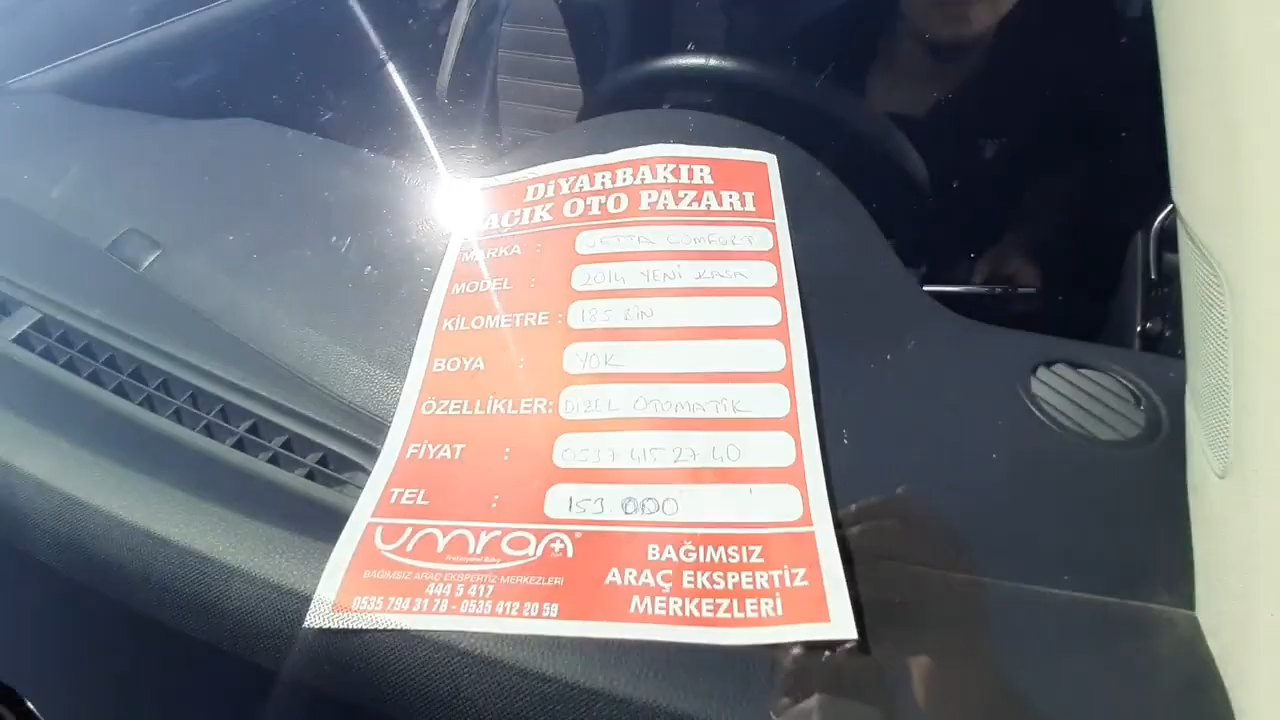 DİYARBAKIR
AÇIK OTO PAZARI
MARKA : JETTA COMFORT
MODEL : 2014 YENİ KASA
KİLOMETRE : 185 BİN
BOYA : YOK
ÖZELLİKLER: DİZEL OTOMATİK
FİYAT : 0537 415 27 40
TEL : 153.000
umran
BAĞIMSIZ ARAÇ EKSPERTİZ MERKEZLERİ
444 5 417
0535 794 31 78 - 0535 412 20 59
BAĞIMSIZ
ARAÇ EKSPERTİZ
MERKEZLERİ